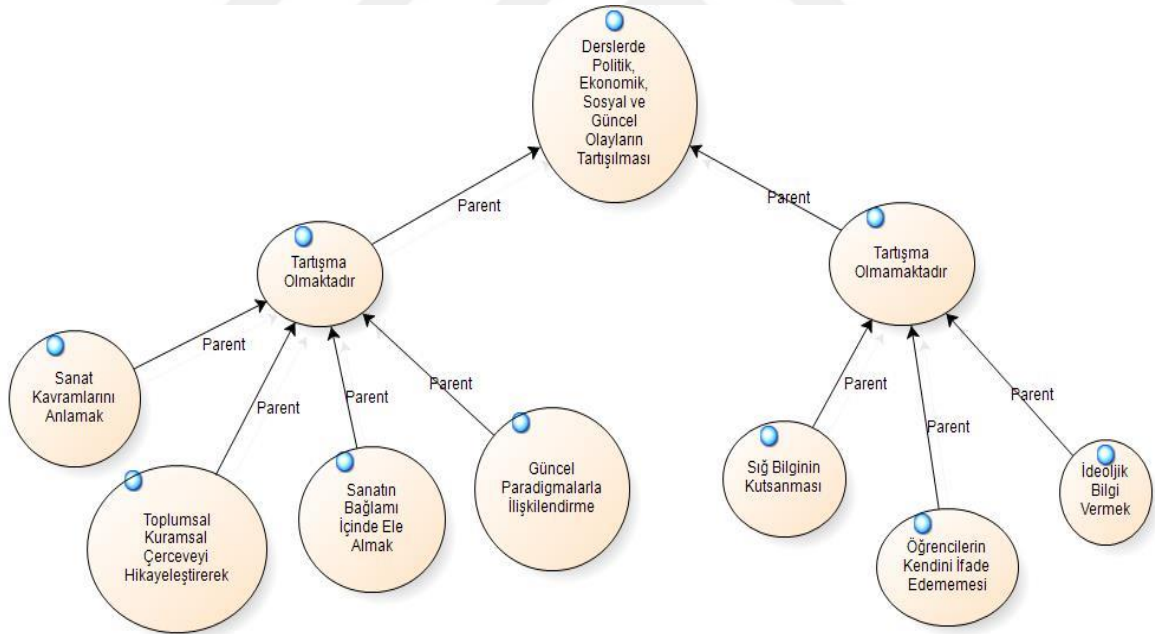 Derslerde
Politik,
Ekonomik,
Sosyal ve
Güncel
Olayların
Tartışılması
Parent
Parent
Tartışma
Olmaktadır
Tartışma
Olmamaktadır
Parent
Parent
Parent
Parent
Parent
Parent
Parent
Sanat
Kavramlarını
Anlamak
Toplumsal
Kuramsal
Çerceveyi
Hikayeleştirerek
Sanatın
Bağlamı
İçinde Ele
Almak
Güncel
Paradigmalarla
İlişkilendirme
Sığ Bilginin
Kutsanması
Öğrencilerin
Kendini İfade
Edememesi
İdeoljik
Bilgi
Vermek